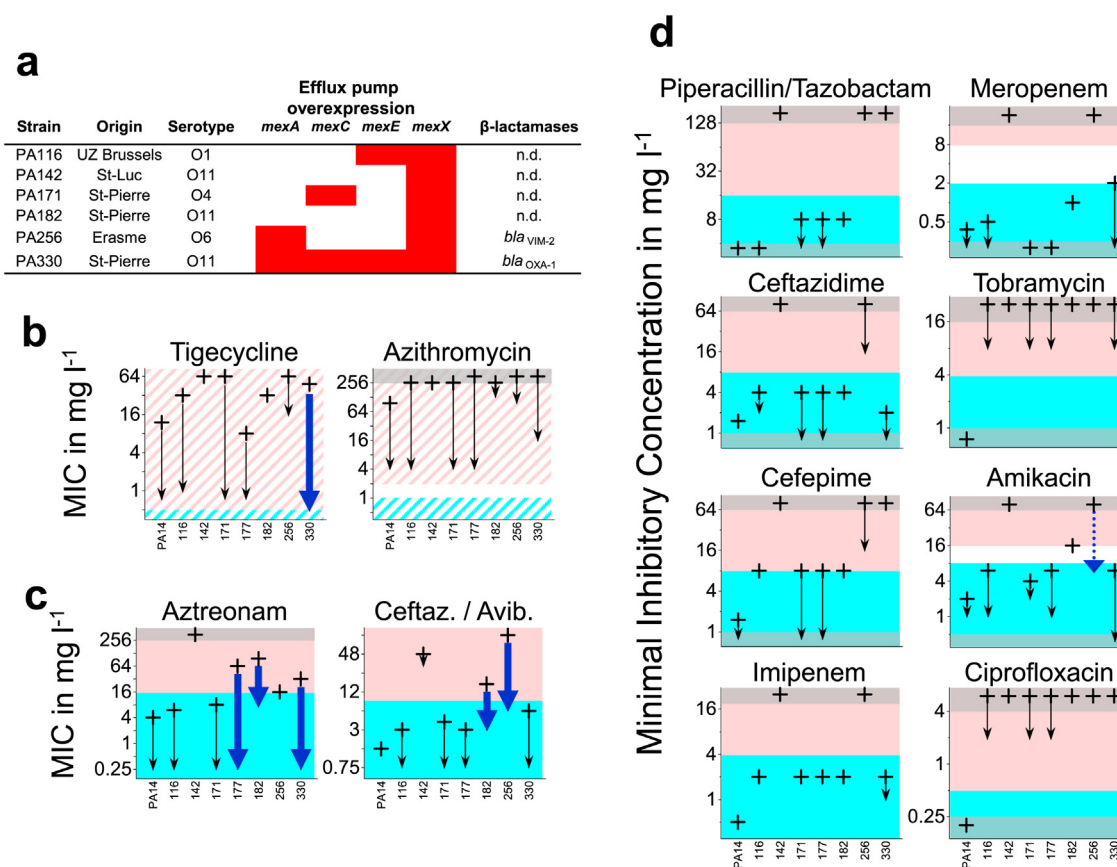 a
Efflux pump
overexpression
Strain Origin Serotype mexA mexC mexE mexX β-lactamases
PA116 UZ Brussels O1 n.d.
PA142 St-Luc O11 n.d.
PA171 St-Pierre O4 n.d.
PA182 St-Pierre O11 n.d.
PA256 Erasme O6 bla VIM-2
PA330 St-Pierre O11 bla OXA-1
b
MIC in mg l-1
Tigecycline
64
16
4
1
PA14 116 142 171 177 182 256 330
Azithromycin
256
64
16
4
1
PA14 116 142 171 177 182 256 330
c
MIC in mg l-1
Aztreonam
256
64
16
4
1
0.25
PA14 116 142 171 177 182 256 330
Ceftaz. / Avib.
48
12
3
0.75
PA14 116 142 171 177 182 256 330
d
Minimal Inhibitory Concentration in mg l-1
Piperacillin/Tazobactam
128
32
8
Meropenem
8
2
0.5
Ceftazidime
64
16
4
1
Tobramycin
16
4
1
Cefepime
64
16
4
1
Amikacin
64
16
4
1
Imipenem
16
4
1
PA14 116 142 171 177 182 256 330
Ciprofloxacin
4
1
0.25
PA14 116 142 171 177 182 256 330